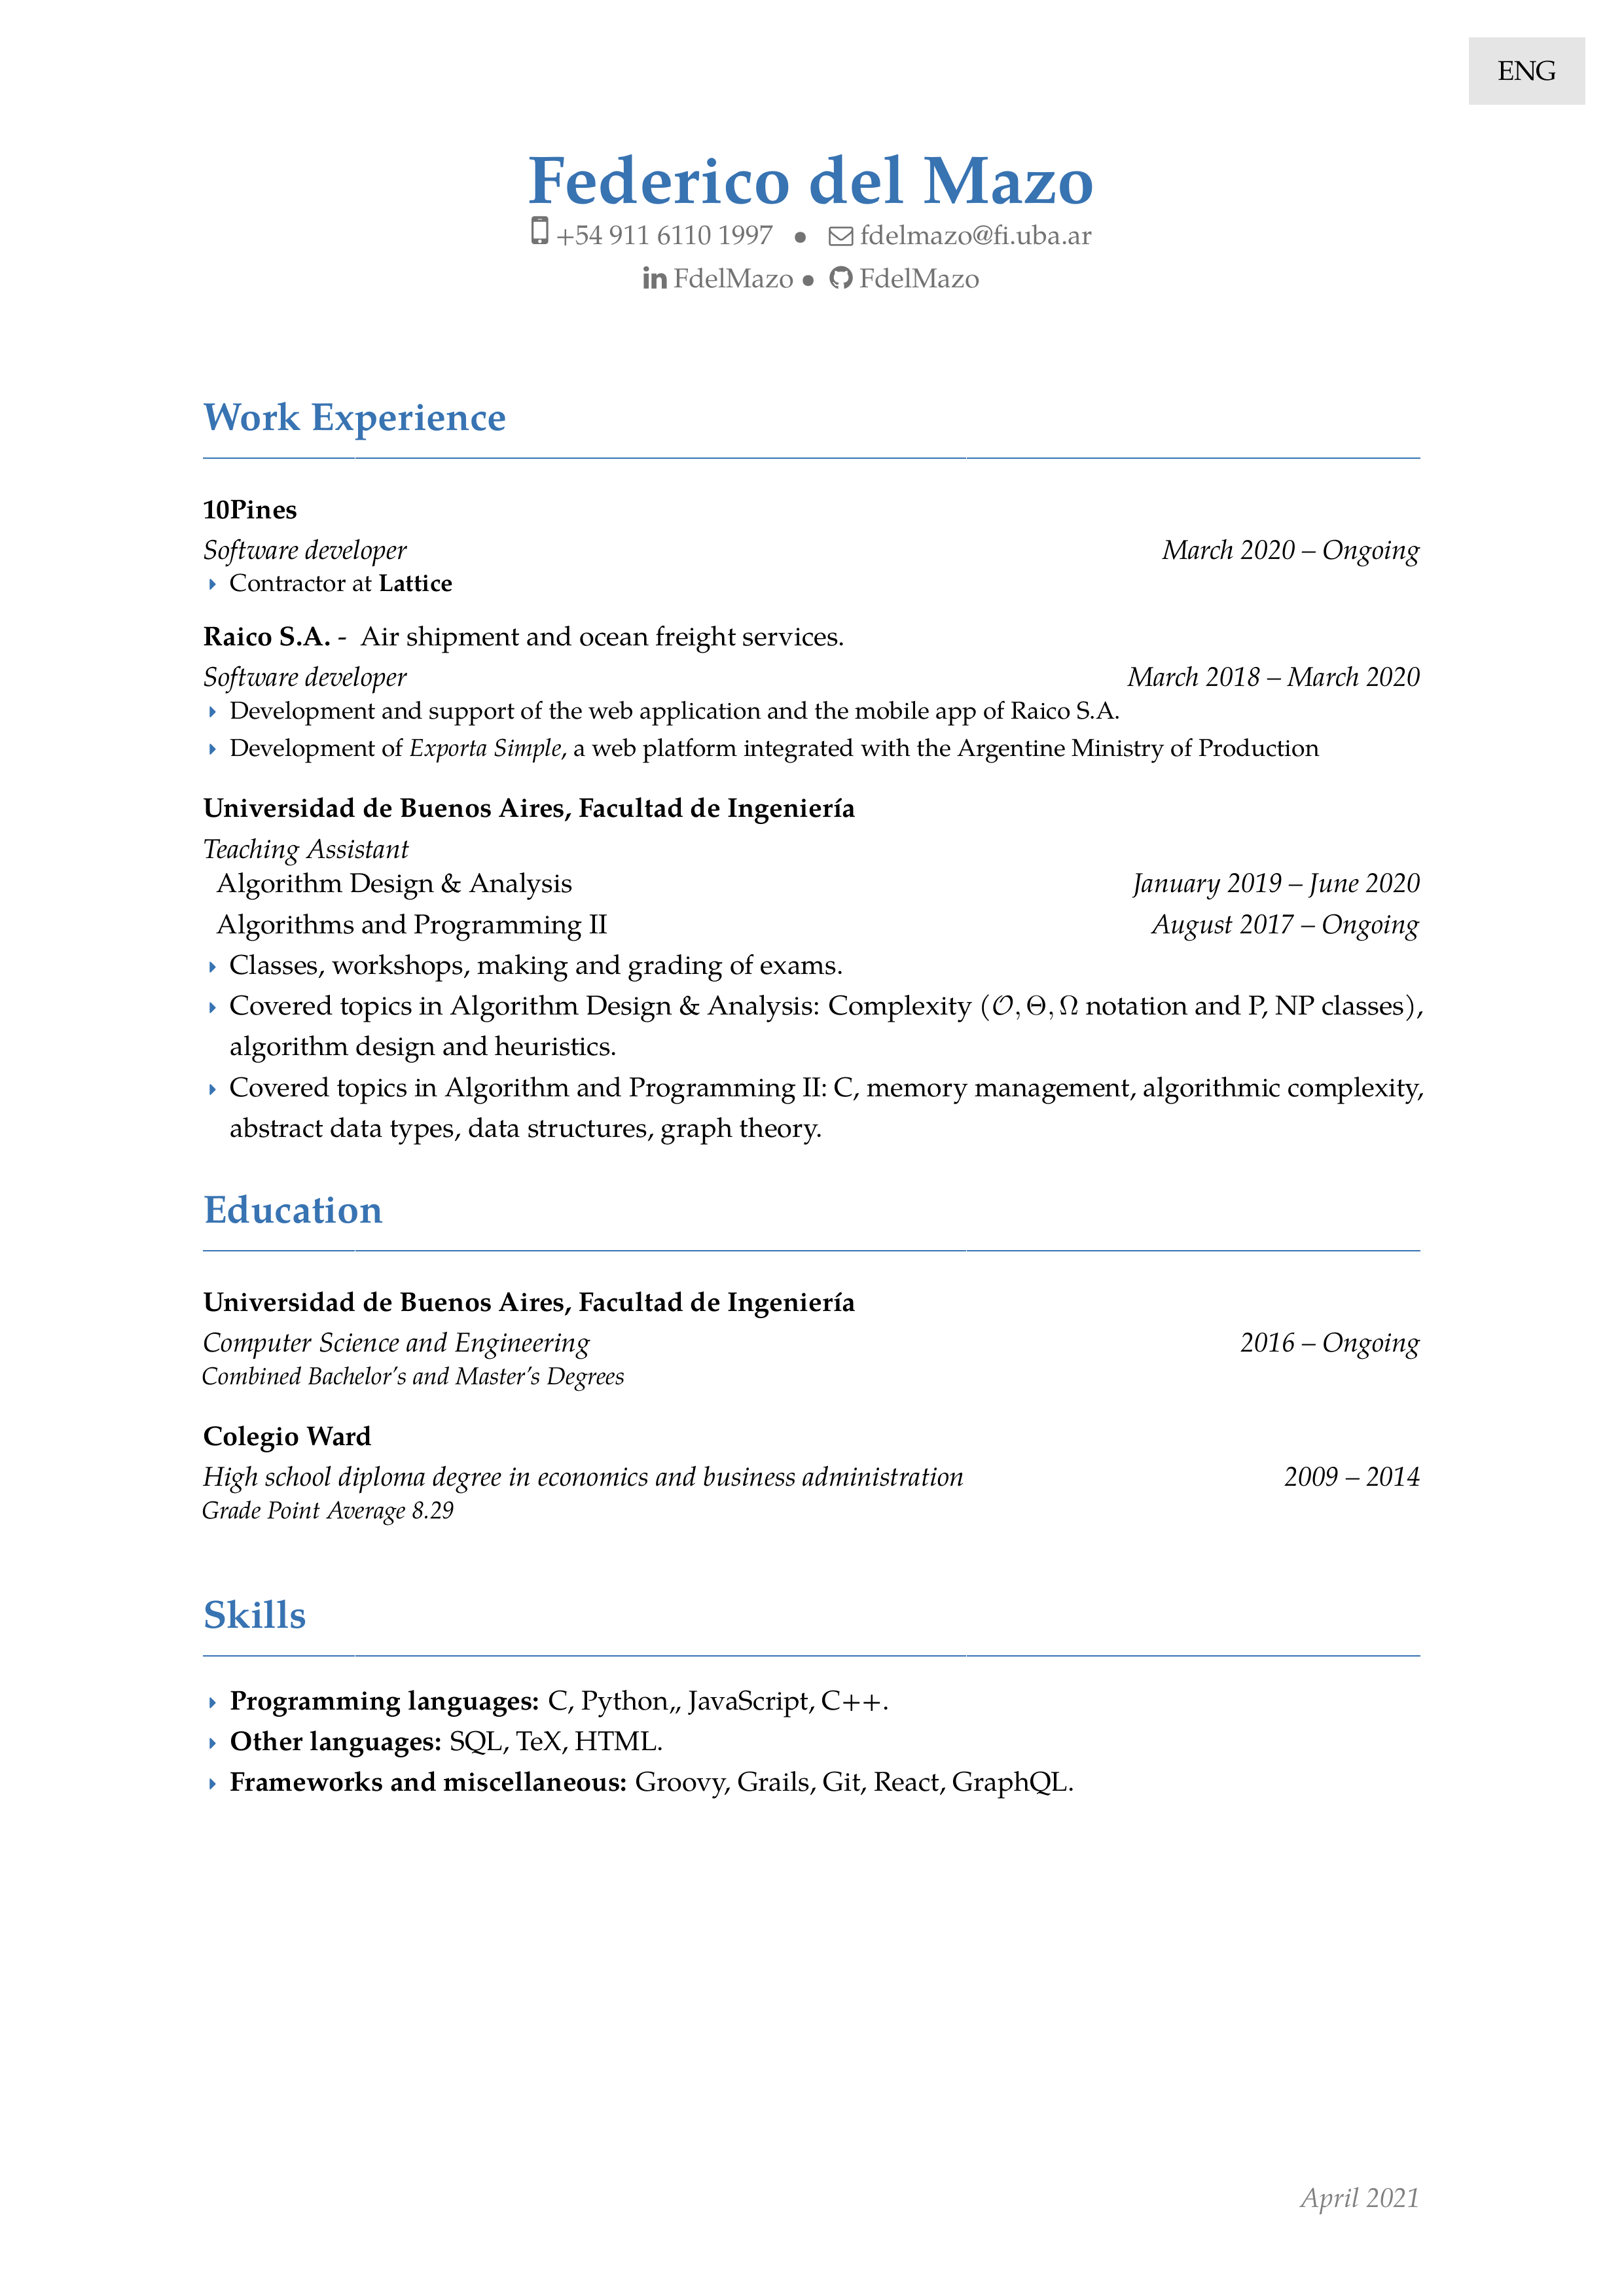 ENG
Federico del Mazo
+54 911 6110 1997 • fdelmazo@fi.uba.ar
in FdelMazo • FdelMazo
Work Experience
10Pines
Software developer March 2020 – Ongoing
Contractor at Lattice
Raico S.A. - Air shipment and ocean freight services.
Software developer March 2018 – March 2020
Development and support of the web application and the mobile app of Raico S.A.
Development of Exporta Simple, a web platform integrated with the Argentine Ministry of Production
Universidad de Buenos Aires, Facultad de Ingeniería
Teaching Assistant
Algorithm Design & Analysis January 2019 – June 2020
Algorithms and Programming II August 2017 – Ongoing
Classes, workshops, making and grading of exams.
Covered topics in Algorithm Design & Analysis: Complexity (𝒪, Θ, Ω notation and P, NP classes),
algorithm design and heuristics.
Covered topics in Algorithm and Programming II: C, memory management, algorithmic complexity,
abstract data types, data structures, graph theory.
Education
Universidad de Buenos Aires, Facultad de Ingeniería
Computer Science and Engineering 2016 – Ongoing
Combined Bachelor's and Master's Degrees
Colegio Ward
High school diploma degree in economics and business administration 2009 – 2014
Grade Point Average 8.29
Skills
Programming languages: C, Python„ JavaScript, C++.
Other languages: SQL, TeX, HTML.
Frameworks and miscellaneous: Groovy, Grails, Git, React, GraphQL.
April 2021